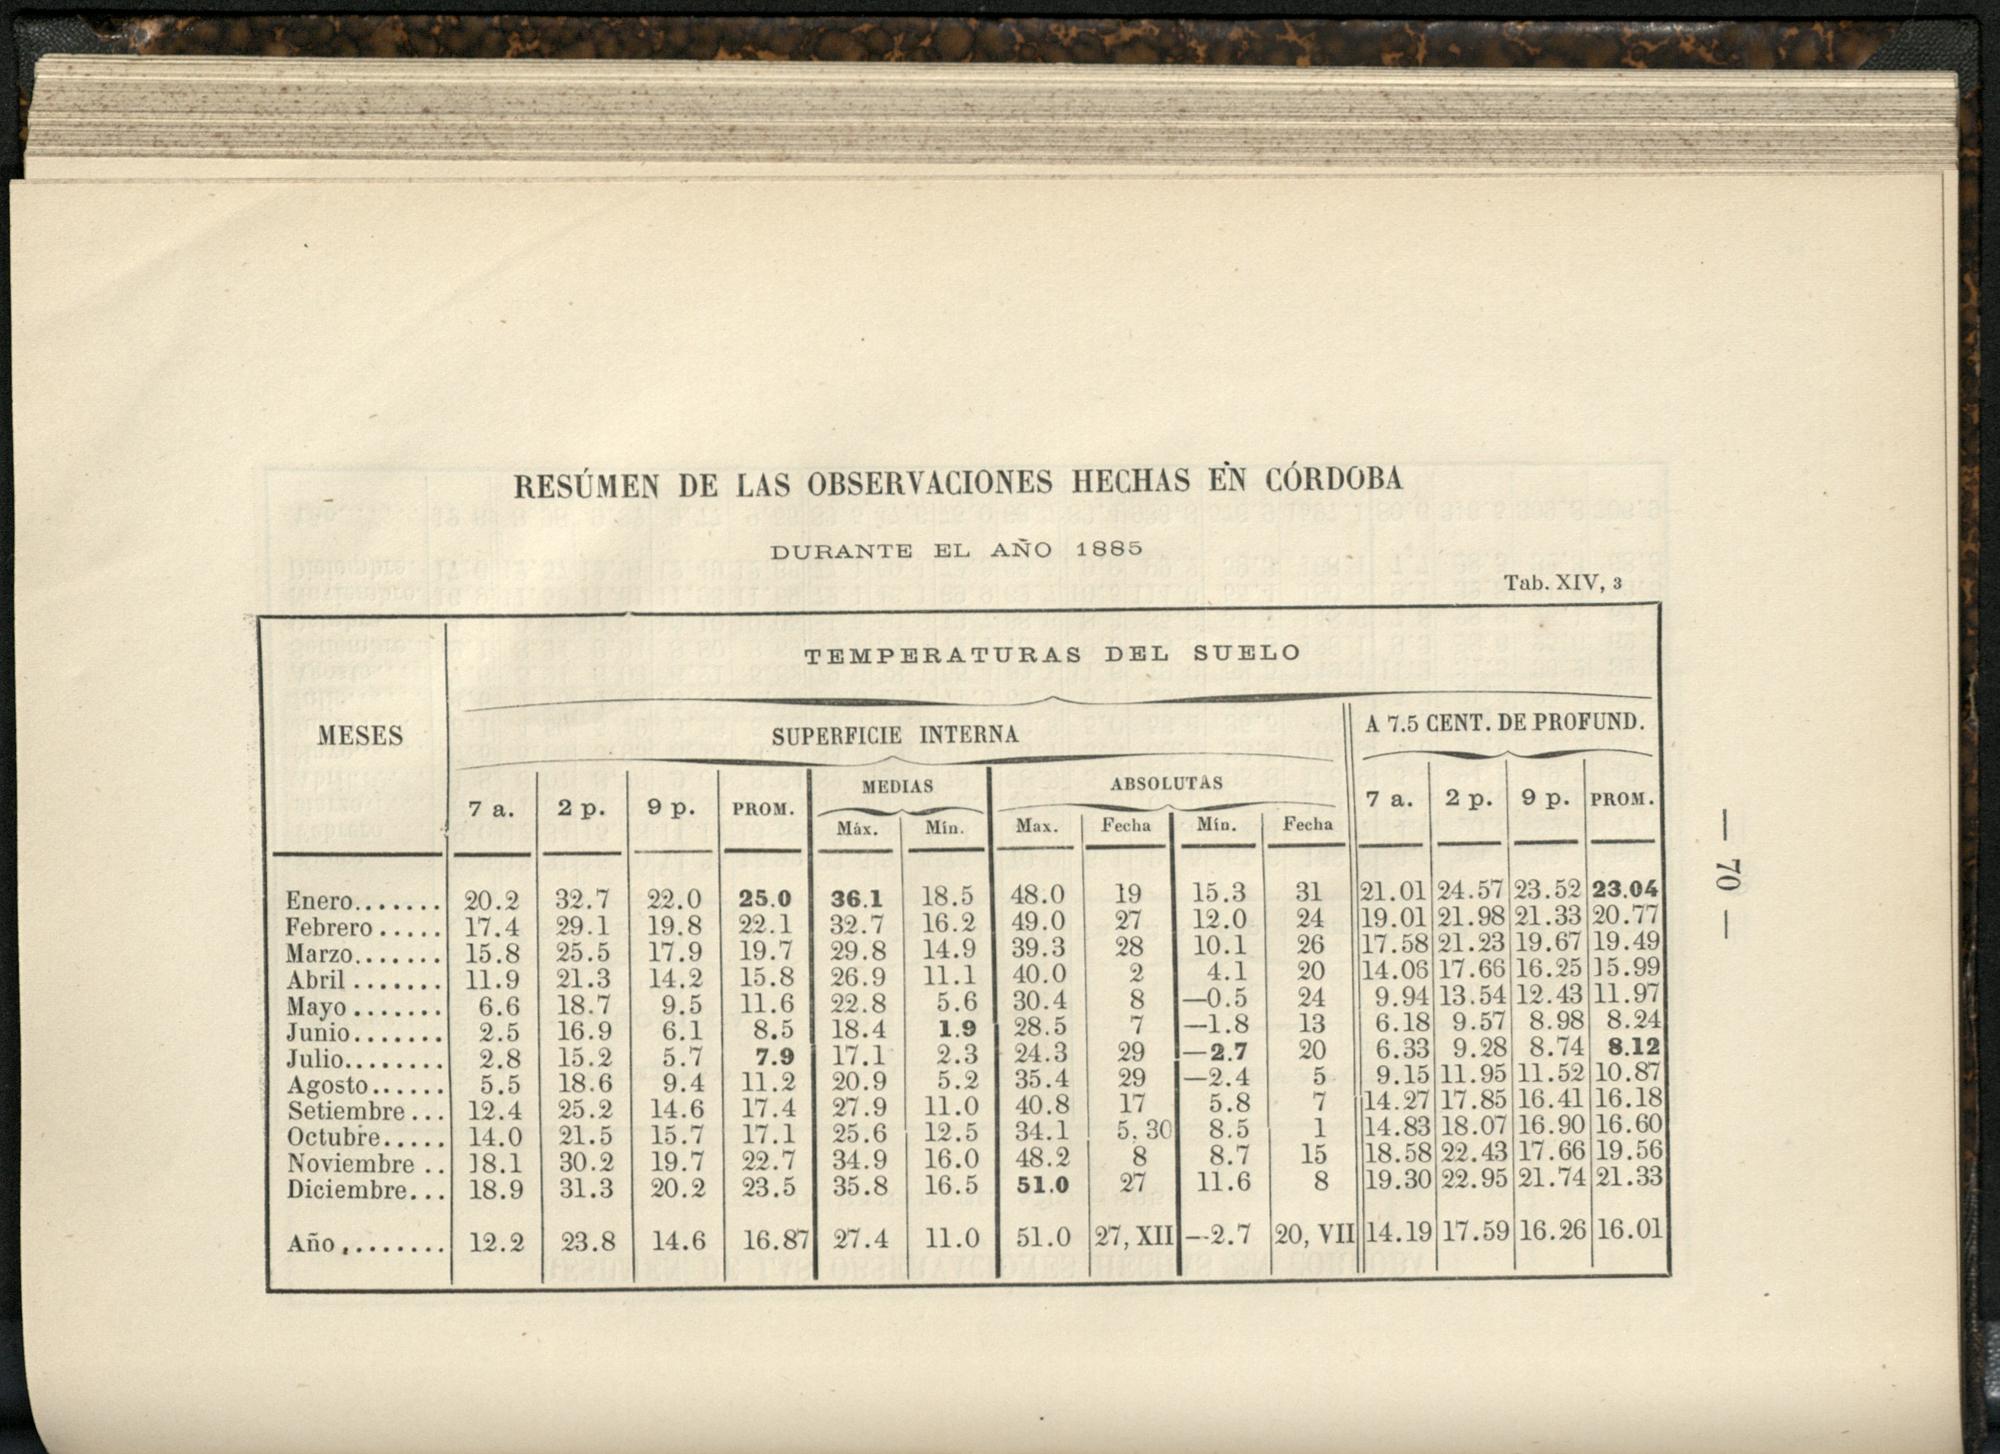 RESÚMEN DE LAS OBSERVACIONES HECHAS EN CÓRDOBA
DURANTE EL AÑO 1885
Tab. XIV, 3
MESES
TEMPERATURAS DEL SUELO
SUPERFICIE INTERNA
A 7.5 CENT. DE PROFUND.
7 a. 2 p. 9 p. PROM. MEDIAS ABSOLUTAS 7 a. 2 p. 9 p. PROM.
Máx. Mín. Max. Fecha Mín. Fecha
Enero....... 20.2 32.7 22.0 25.0 36.1 18.5 48.0 19 15.3 31 21.01 24.57 23.52 23.04
Febrero ..... 17.4 29.1 19.8 22.1 32.7 16.2 49.0 27 12.0 24 19.01 21.98 21.33 20.77
Marzo....... 15.8 25.5 17.9 19.7 29.8 14.9 39.3 28 10.1 26 17.58 21.23 19.67 19.49
Abril ....... 11.9 21.3 14.2 15.8 26.9 11.1 40.0 2 4.1 20 14.06 17.66 16.25 15.99
Mayo ....... 6.6 18.7 9.5 11.6 22.8 5.6 30.4 8 —0.5 24 9.94 13.54 12.43 11.97
Junio....... 2.5 16.9 6.1 8.5 18.4 1.9 28.5 7 —1.8 13 6.18 9.57 8.98 8.24
Julio........ 2.8 15.2 5.7 7.9 17.1 2.3 24.3 29 —2.7 20 6.33 9.28 8.74 8.12
Agosto...... 5.5 18.6 9.4 11.2 20.9 5.2 35.4 29 —2.4 5 9.15 11.95 11.52 10.87
Setiembre... 12.4 25.2 14.6 17.4 27.9 11.0 40.8 17 5.8 7 14.27 17.85 16.41 16.18
Octubre..... 14.0 21.5 15.7 17.1 25.6 12.5 34.1 5, 30 8.5 1 14.83 18.07 16.90 16.60
Noviembre .. 18.1 30.2 19.7 22.7 34.9 16.0 48.2 8 8.7 15 18.58 22.43 17.66 19.56
Diciembre... 18.9 31.3 20.2 23.5 35.8 16.5 51.0 27 11.6 8 19.30 22.95 21.74 21.33
Año ........ 12.2 23.8 14.6 16.87 27.4 11.0 51.0 27, XII —2.7 20, VII 14.19 17.59 16.26 16.01
— 70 —